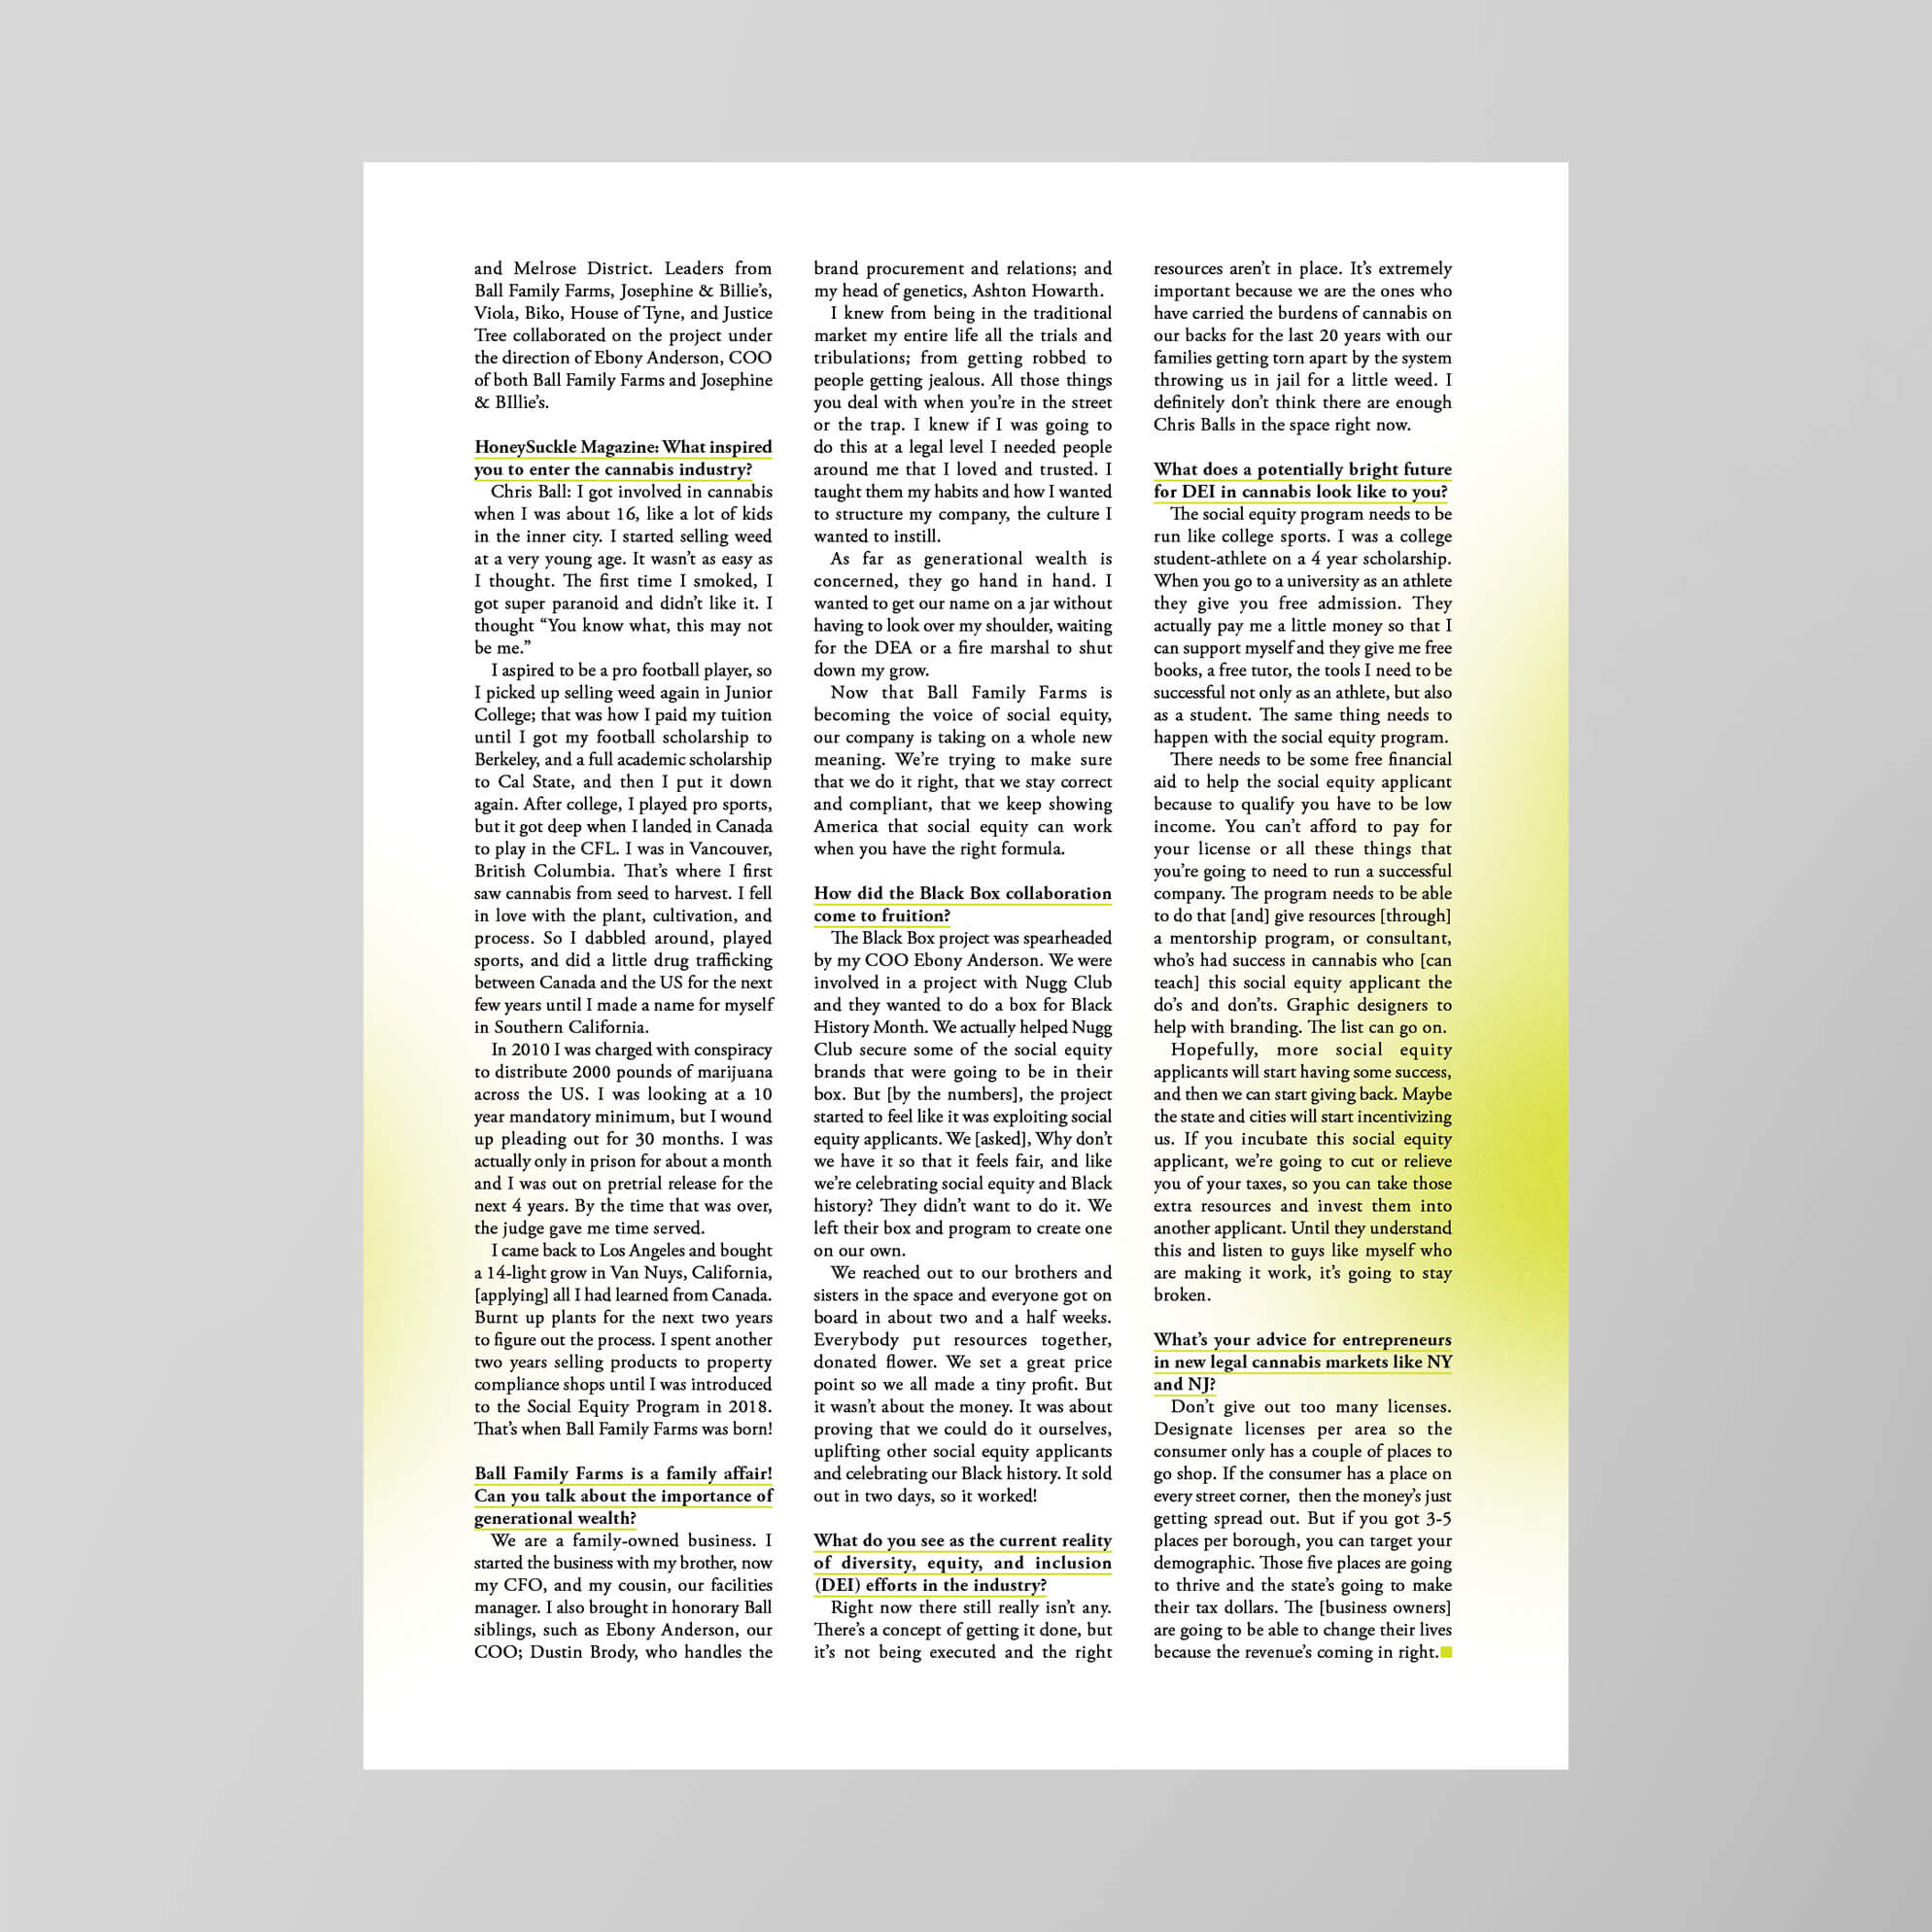 and Melrose District. Leaders from
Ball Family Farms, Josephine & Billie’s,
Viola, Biko, House of Tyne, and Justice
Tree collaborated on the project under
the direction of Ebony Anderson, COO
of both Ball Family Farms and Josephine
& BIllie’s.
HoneySuckle Magazine: What inspired
you to enter the cannabis industry?
Chris Ball: I got involved in cannabis
when I was about 16, like a lot of kids
in the inner city. I started selling weed
at a very young age. It wasn’t as easy as
I thought. The first time I smoked, I
got super paranoid and didn’t like it. I
thought “You know what, this may not
be me.”
I aspired to be a pro football player, so
I picked up selling weed again in Junior
College; that was how I paid my tuition
until I got my football scholarship to
Berkeley, and a full academic scholarship
to Cal State, and then I put it down
again. After college, I played pro sports,
but it got deep when I landed in Canada
to play in the CFL. I was in Vancouver,
British Columbia. That’s where I first
saw cannabis from seed to harvest. I fell
in love with the plant, cultivation, and
process. So I dabbled around, played
sports, and did a little drug trafficking
between Canada and the US for the next
few years until I made a name for myself
in Southern California.
In 2010 I was charged with conspiracy
to distribute 2000 pounds of marijuana
across the US. I was looking at a 10
year mandatory minimum, but I wound
up pleading out for 30 months. I was
actually only in prison for about a month
and I was out on pretrial release for the
next 4 years. By the time that was over,
the judge gave me time served.
I came back to Los Angeles and bought
a 14-light grow in Van Nuys, California,
[applying] all I had learned from Canada.
Burnt up plants for the next two years
to figure out the process. I spent another
two years selling products to property
compliance shops until I was introduced
to the Social Equity Program in 2018.
That’s when Ball Family Farms was born!
Ball Family Farms is a family affair!
Can you talk about the importance of
generational wealth?
We are a family-owned business. I
started the business with my brother, now
my CFO, and my cousin, our facilities
manager. I also brought in honorary Ball
siblings, such as Ebony Anderson, our
COO; Dustin Brody, who handles the
brand procurement and relations; and
my head of genetics, Ashton Howarth.
I knew from being in the traditional
market my entire life all the trials and
tribulations; from getting robbed to
people getting jealous. All those things
you deal with when you’re in the street
or the trap. I knew if I was going to
do this at a legal level I needed people
around me that I loved and trusted. I
taught them my habits and how I wanted
to structure my company, the culture I
wanted to instill.
As far as generational wealth is
concerned, they go hand in hand. I
wanted to get our name on a jar without
having to look over my shoulder, waiting
for the DEA or a fire marshal to shut
down my grow.
Now that Ball Family Farms is
becoming the voice of social equity,
our company is taking on a whole new
meaning. We’re trying to make sure
that we do it right, that we stay correct
and compliant, that we keep showing
America that social equity can work
when you have the right formula.
How did the Black Box collaboration
come to fruition?
The Black Box project was spearheaded
by my COO Ebony Anderson. We were
involved in a project with Nugg Club
and they wanted to do a box for Black
History Month. We actually helped Nugg
Club secure some of the social equity
brands that were going to be in their
box. But [by the numbers], the project
started to feel like it was exploiting social
equity applicants. We [asked], Why don’t
we have it so that it feels fair, and like
we’re celebrating social equity and Black
history? They didn’t want to do it. We
left their box and program to create one
on our own.
We reached out to our brothers and
sisters in the space and everyone got on
board in about two and a half weeks.
Everybody put resources together,
donated flower. We set a great price
point so we all made a tiny profit. But
it wasn’t about the money. It was about
proving that we could do it ourselves,
uplifting other social equity applicants
and celebrating our Black history. It sold
out in two days, so it worked!
What do you see as the current reality
of diversity, equity, and inclusion
(DEI) efforts in the industry?
Right now there still really isn’t any.
There’s a concept of getting it done, but
it’s not being executed and the right
resources aren’t in place. It’s extremely
important because we are the ones who
have carried the burdens of cannabis on
our backs for the last 20 years with our
families getting torn apart by the system
throwing us in jail for a little weed. I
definitely don’t think there are enough
Chris Balls in the space right now.
What does a potentially bright future
for DEI in cannabis look like to you?
The social equity program needs to be
run like college sports. I was a college
student-athlete on a 4 year scholarship.
When you go to a university as an athlete
they give you free admission. They
actually pay me a little money so that I
can support myself and they give me free
books, a free tutor, the tools I need to be
successful not only as an athlete, but also
as a student. The same thing needs to
happen with the social equity program.
There needs to be some free financial
aid to help the social equity applicant
because to qualify you have to be low
income. You can’t afford to pay for
your license or all these things that
you’re going to need to run a successful
company. The program needs to be able
to do that [and] give resources [through]
a mentorship program, or consultant,
who’s had success in cannabis who [can
teach] this social equity applicant the
do’s and don’ts. Graphic designers to
help with branding. The list can go on.
Hopefully, more social equity
applicants will start having some success,
and then we can start giving back. Maybe
the state and cities will start incentivizing
us. If you incubate this social equity
applicant, we’re going to cut or relieve
you of your taxes, so you can take those
extra resources and invest them into
another applicant. Until they understand
this and listen to guys like myself who
are making it work, it’s going to stay
broken.
What’s your advice for entrepreneurs
in new legal cannabis markets like NY
and NJ?
Don’t give out too many licenses.
Designate licenses per area so the
consumer only has a couple of places to
go shop. If the consumer has a place on
every street corner, then the money’s just
getting spread out. But if you got 3-5
places per borough, you can target your
demographic. Those five places are going
to thrive and the state’s going to make
their tax dollars. The [business owners]
are going to be able to change their lives
because the revenue’s coming in right.